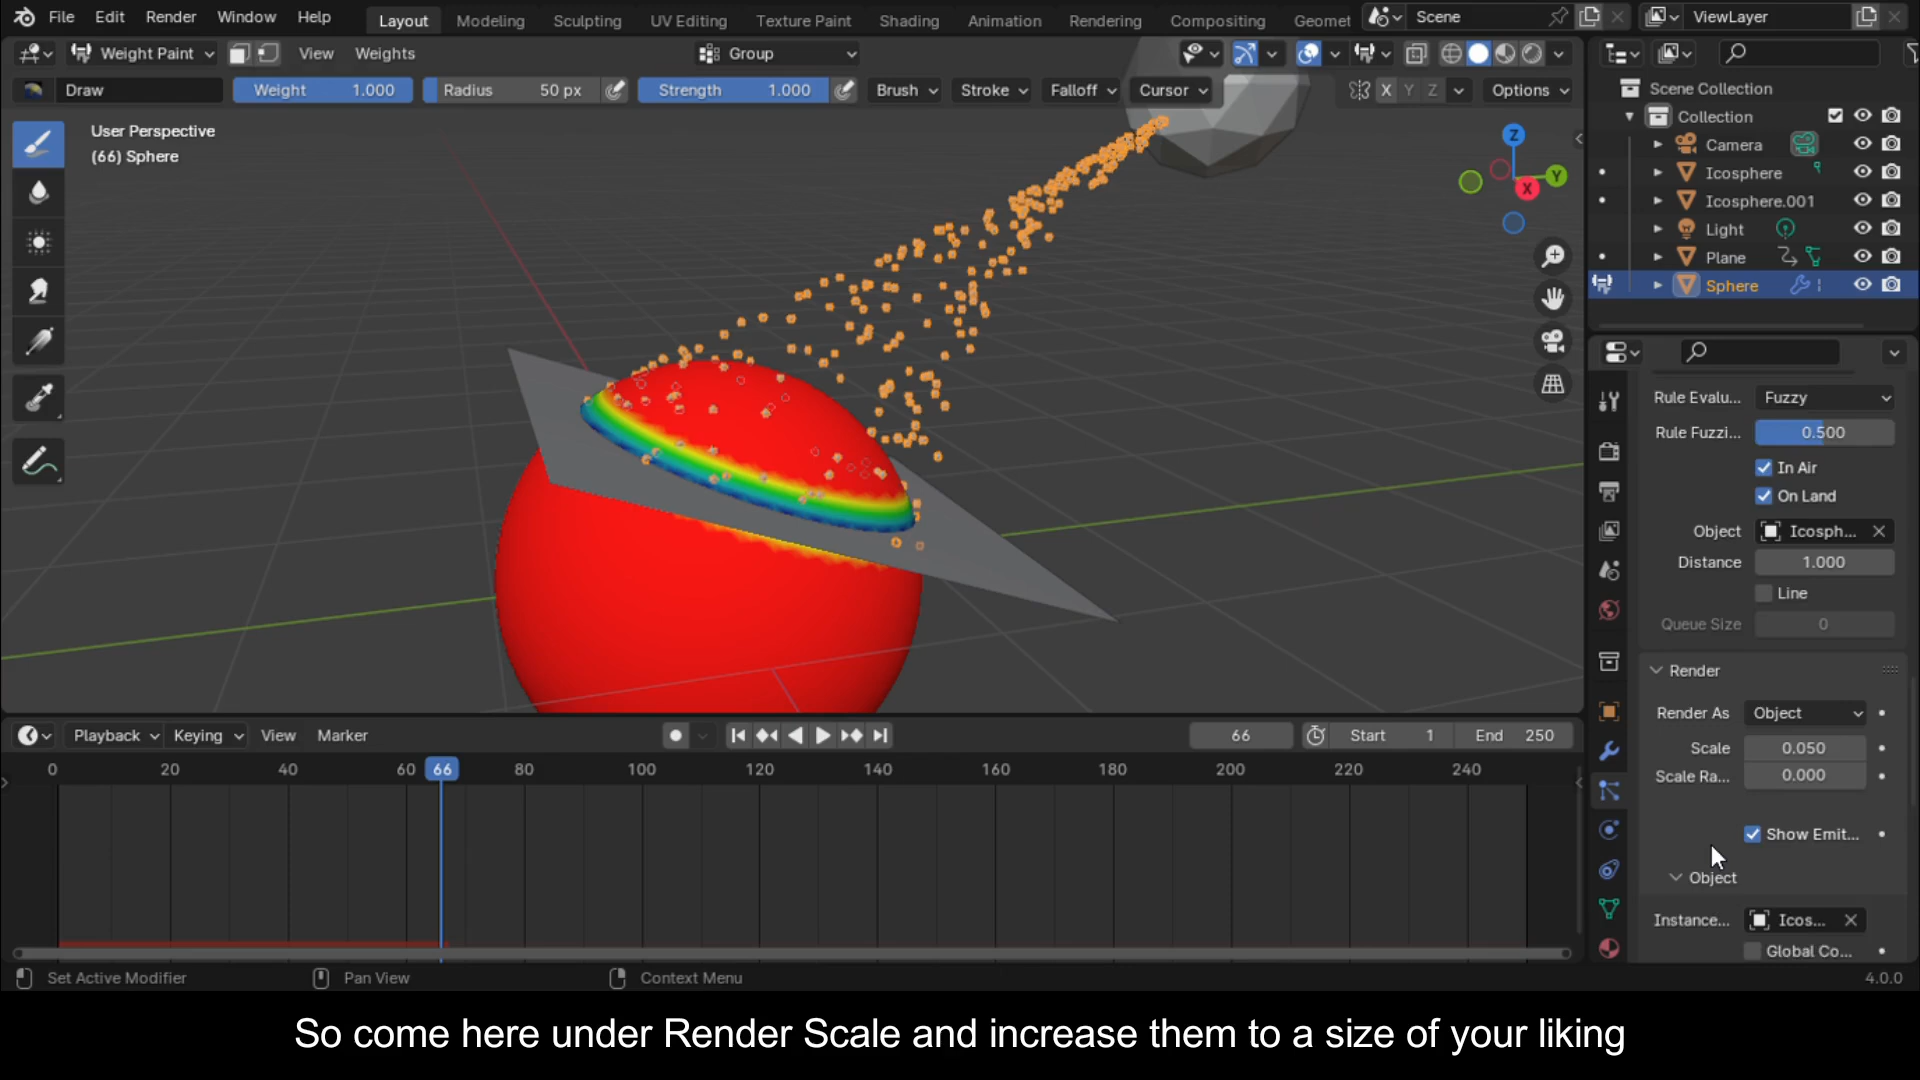 File Edit Render Window Help Layout Modeling Sculpting UV Editing Texture Paint Shading Animation Rendering Compositing Geomet Scene ViewLayer
Weight Paint View Weights Group
Draw Weight 1.000 Radius 50 px Strength 1.000 Brush Stroke Falloff Cursor X Y Z Options
User Perspective
(66) Sphere
Z
Y
X
Scene Collection
Collection
Camera
Icosphere
Icosphere.001
Light
Plane
Sphere
Rule Evalu... Fuzzy
Rule Fuzzi... 0.500
In Air
On Land
Object Icosph...
Distance 1.000
Line
Queue Size 0
Render
Render As Object
Scale 0.050
Scale Ra... 0.000
Show Emit...
Object
Instance... Icos...
Global Co...
Playback Keying View Marker 66 Start 1 End 250
0 20 40 60 66 80 100 120 140 160 180 200 220 240
Set Active Modifier Pan View Context Menu 4.0.0
So come here under Render Scale and increase them to a size of your liking